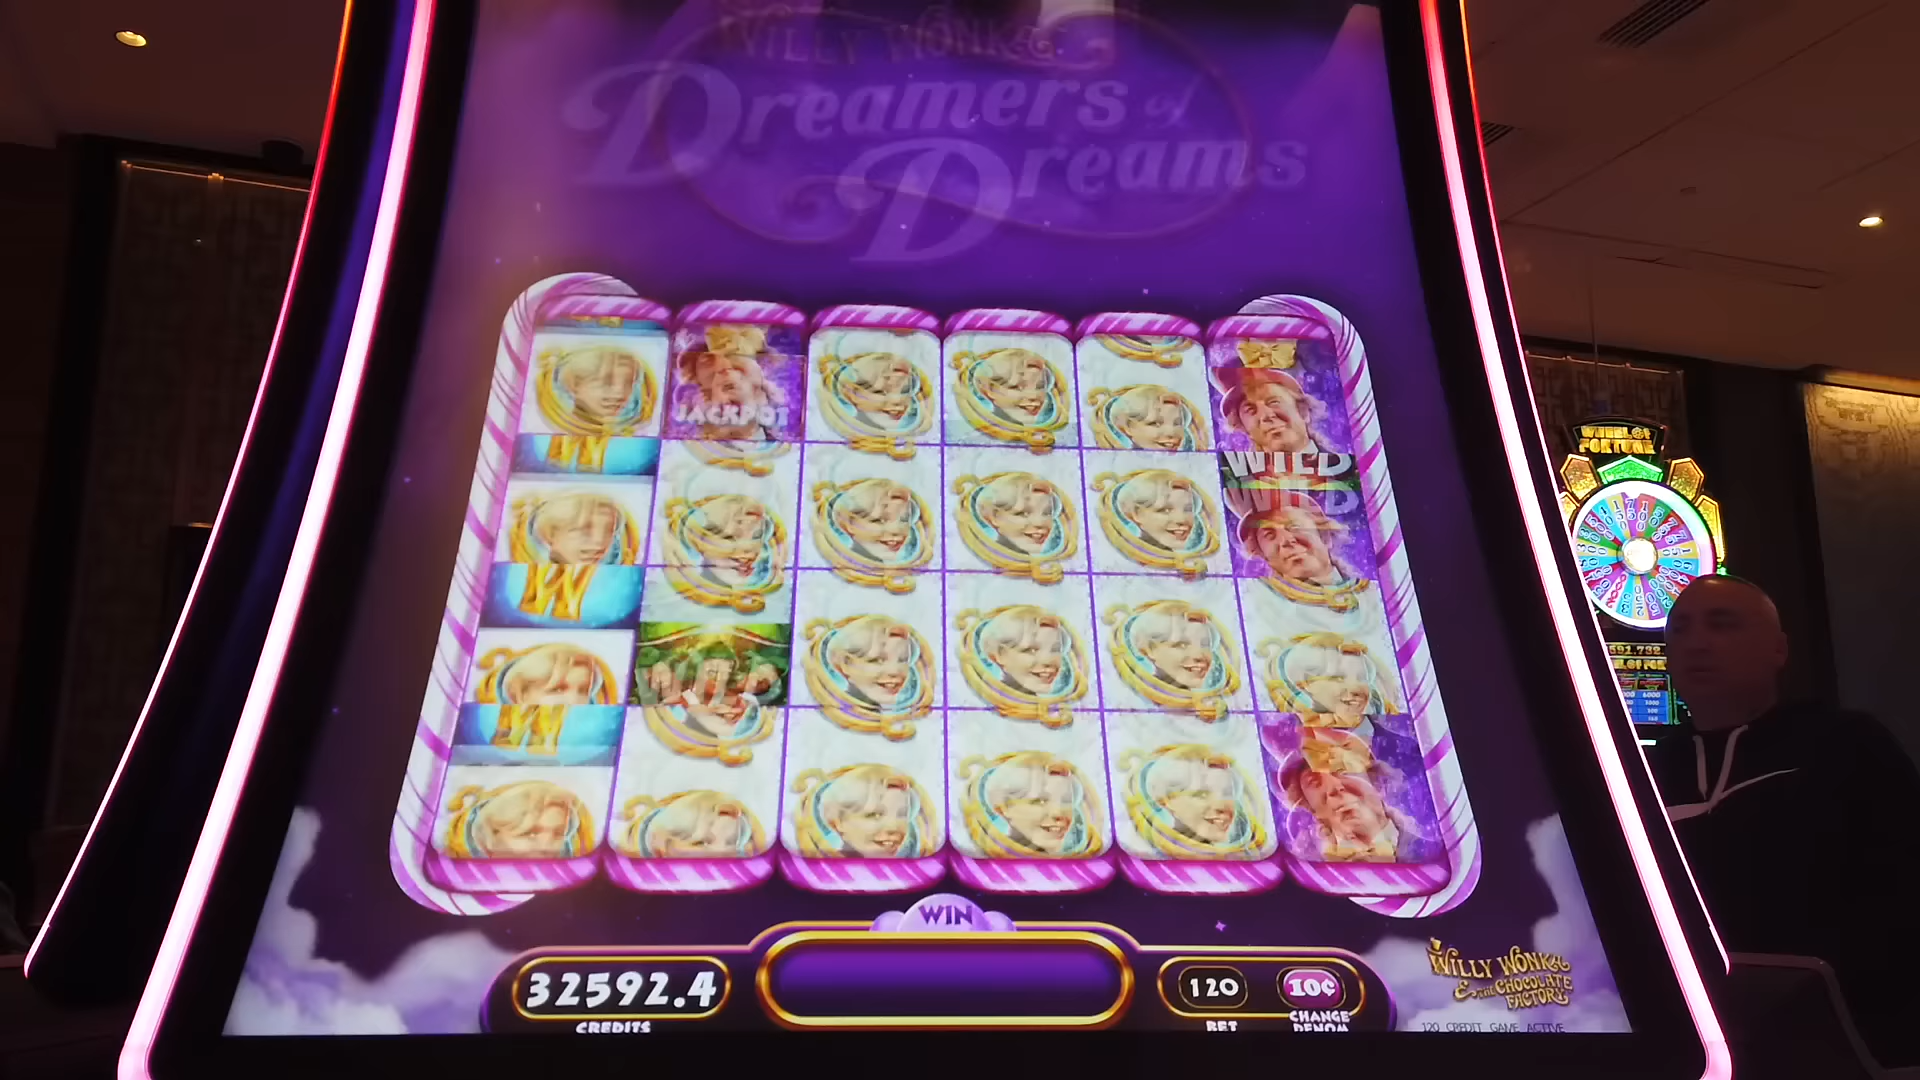 WILLY WONKA
Dreamers of
Dreams
JACKPOT
WILD
WILD
WILD
WHEEL OF
FORTUNE
WIN
32592.4
CREDITS
120
BET
10¢
CHANGE
DENOM
WILLY WONKA
& THE CHOCOLATE
FACTORY
120 CREDIT GAME ACTIVE